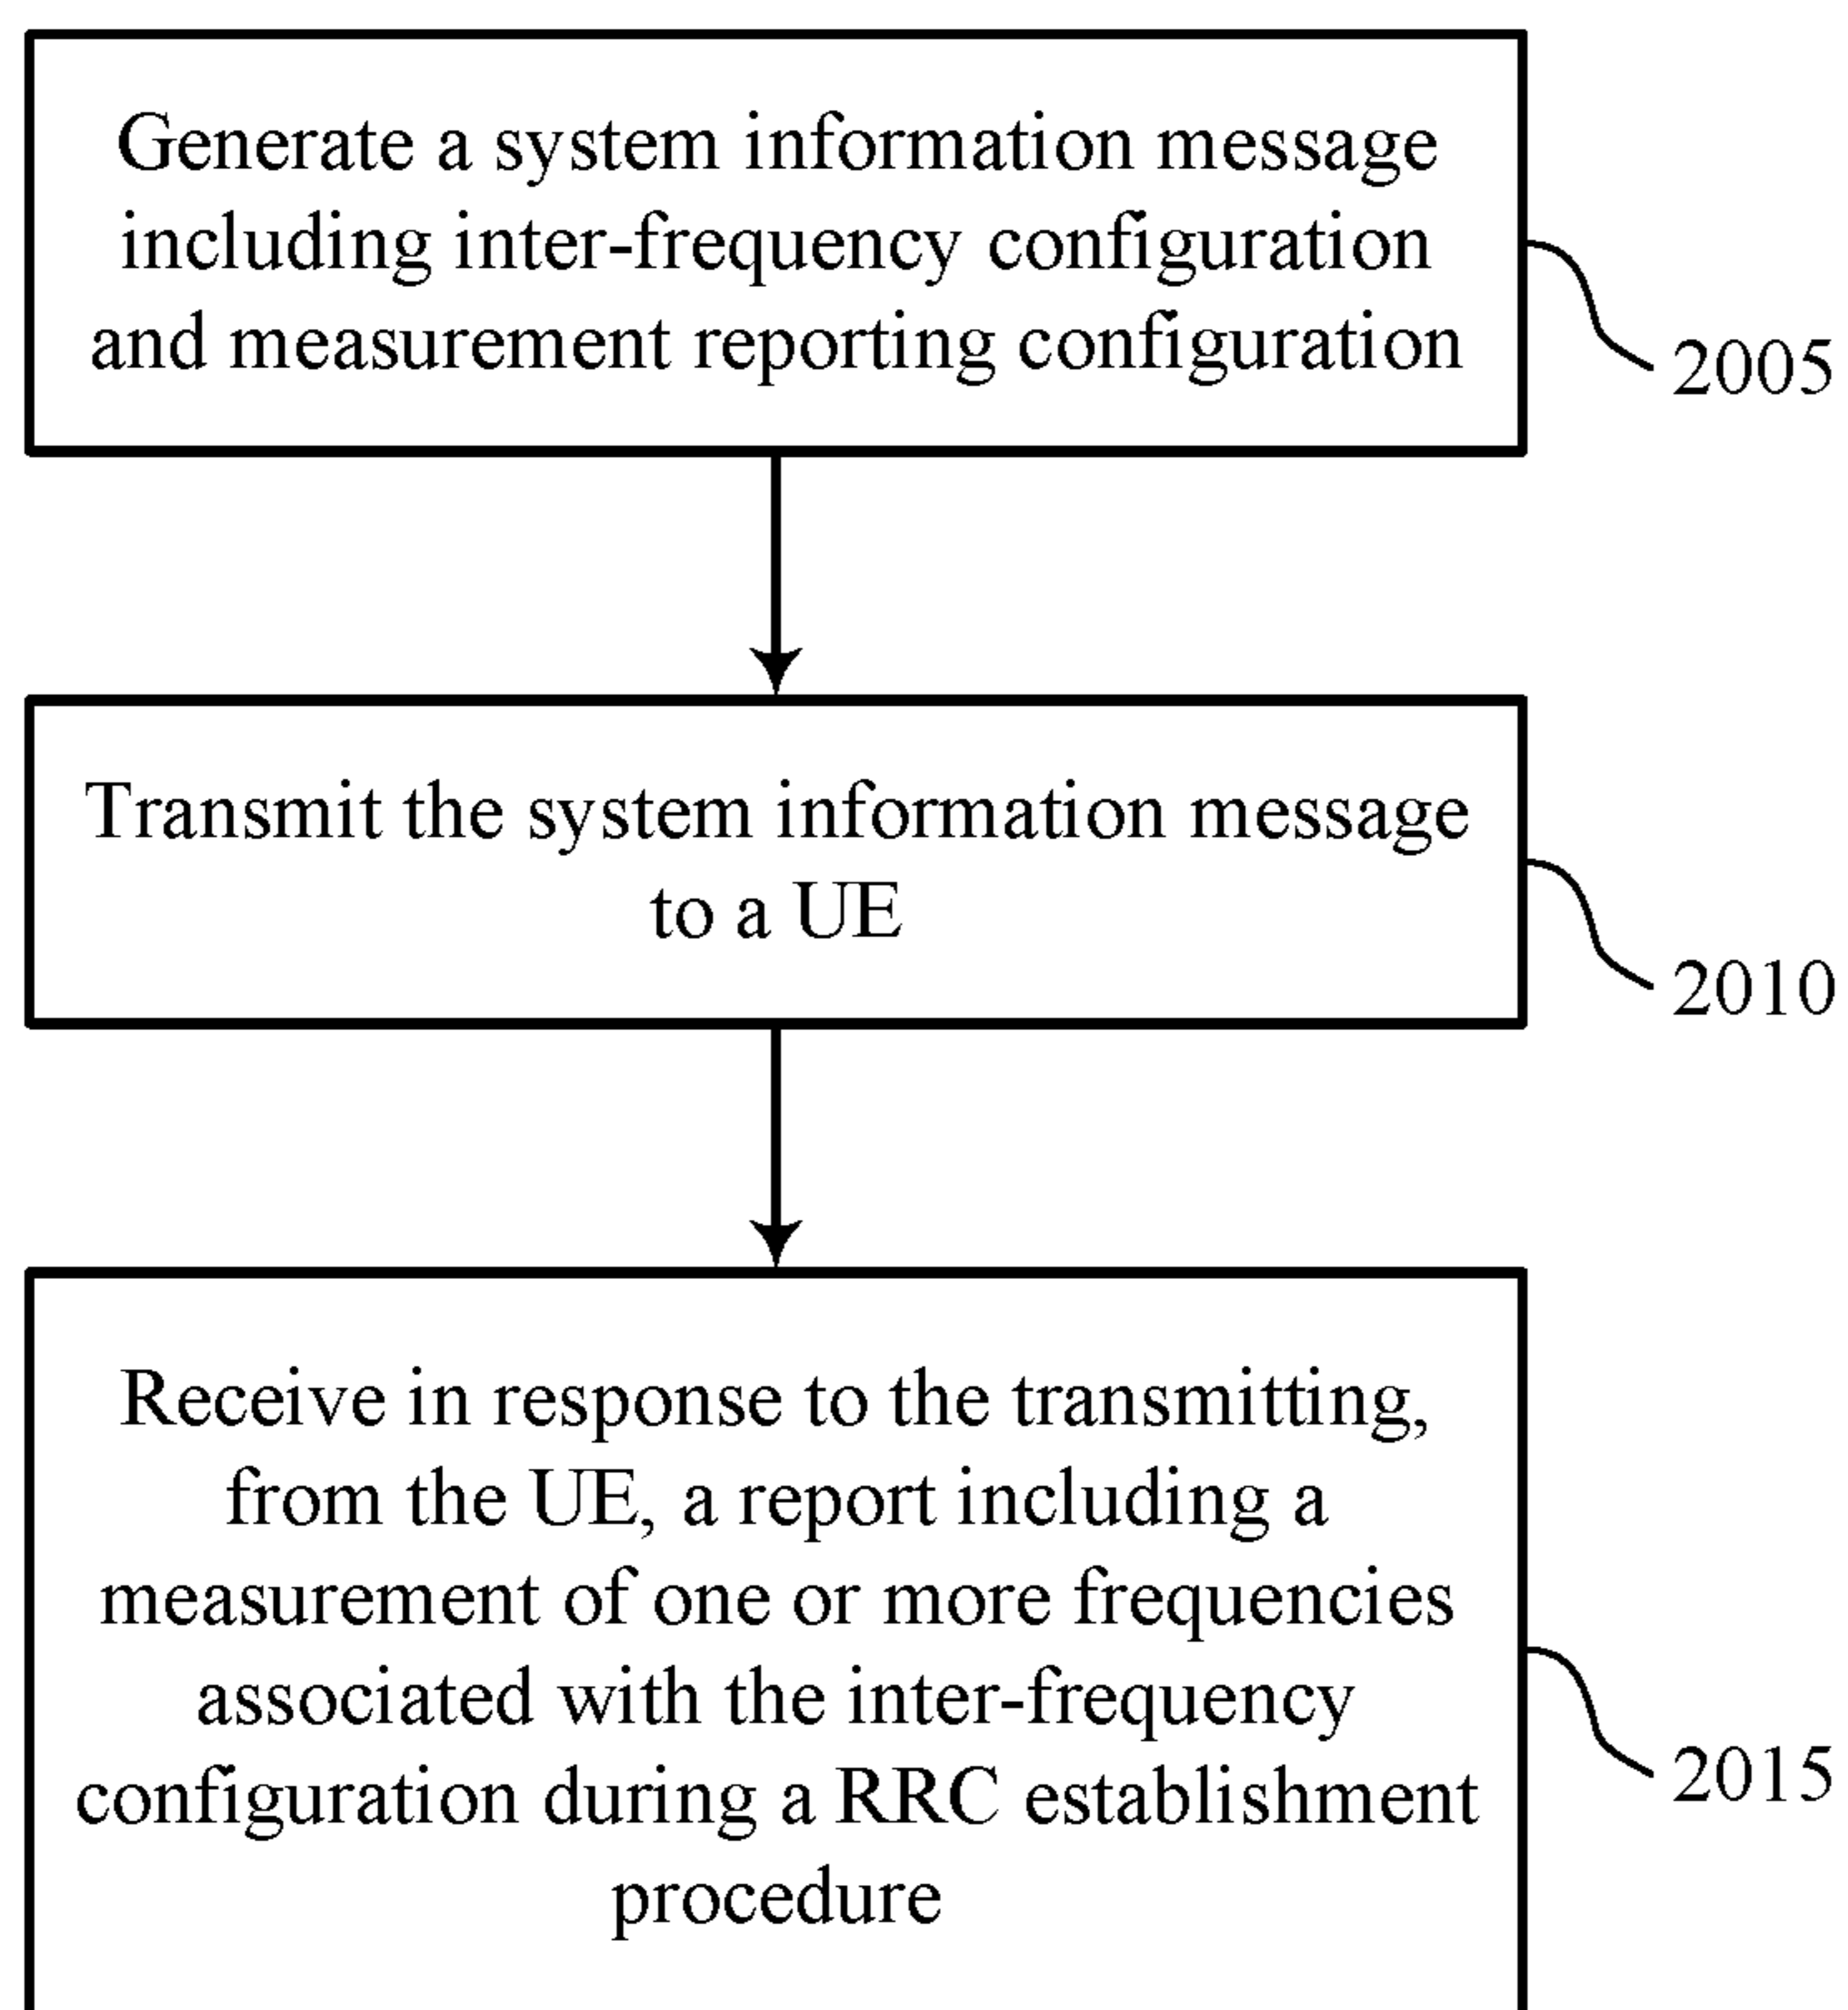 Generate a system information message
including inter-frequency configuration
and measurement reporting configuration
2005
Transmit the system information message
to a UE
2010
Receive in response to the transmitting,
from the UE, a report including a
measurement of one or more frequencies
associated with the inter-frequency
configuration during a RRC establishment
procedure
2015